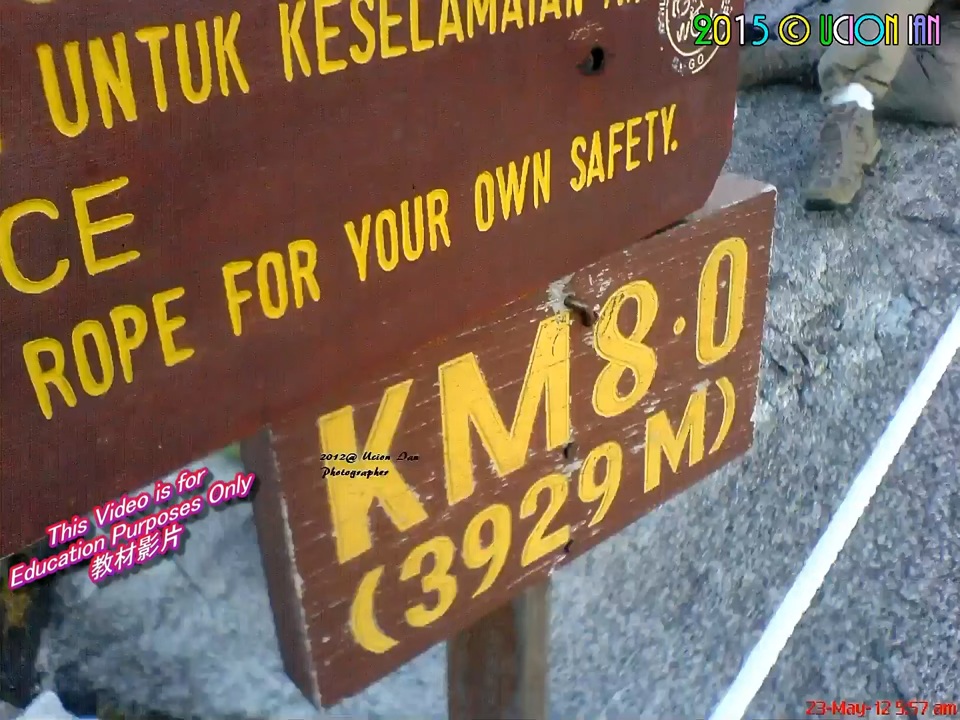 UNTUK KESELAMATAN
CE
ROPE FOR YOUR OWN SAFETY.
KM8.0
(3929 M)
2015 © UCION IAN
2012@ Ucion Ian
Photographer
This Video is for
Education Purposes Only
教材影片
23-May-12 5:57 am